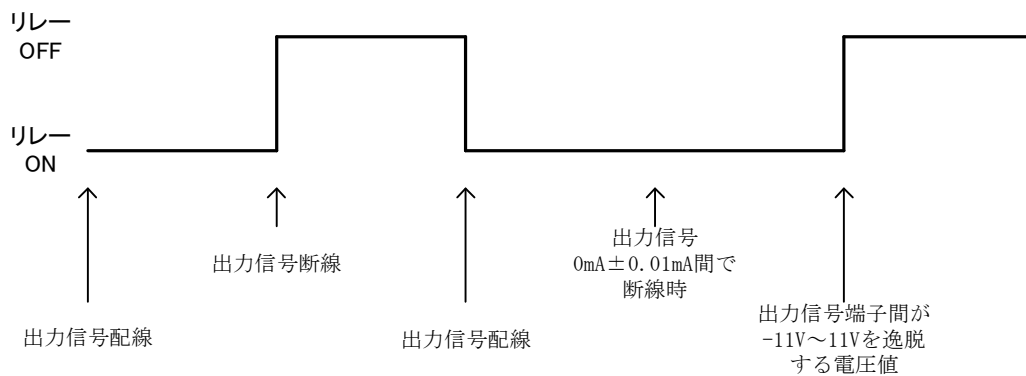 リレー
OFF
リレー
ON
出力信号配線
出力信号断線
出力信号配線
出力信号
0mA±0.01mA間で
断線時
出力信号端子間が
-11V～11Vを逸脱
する電圧値